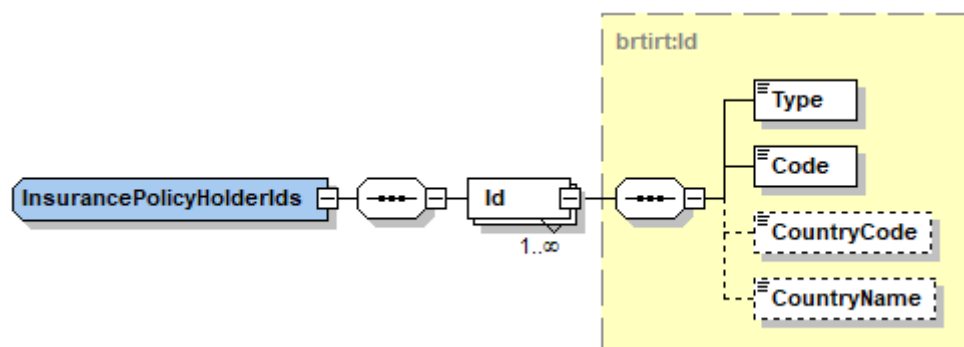 brtirt:Id
Type
Code
InsurancePolicyHolderIds
Id
1..∞
CountryCode
CountryName